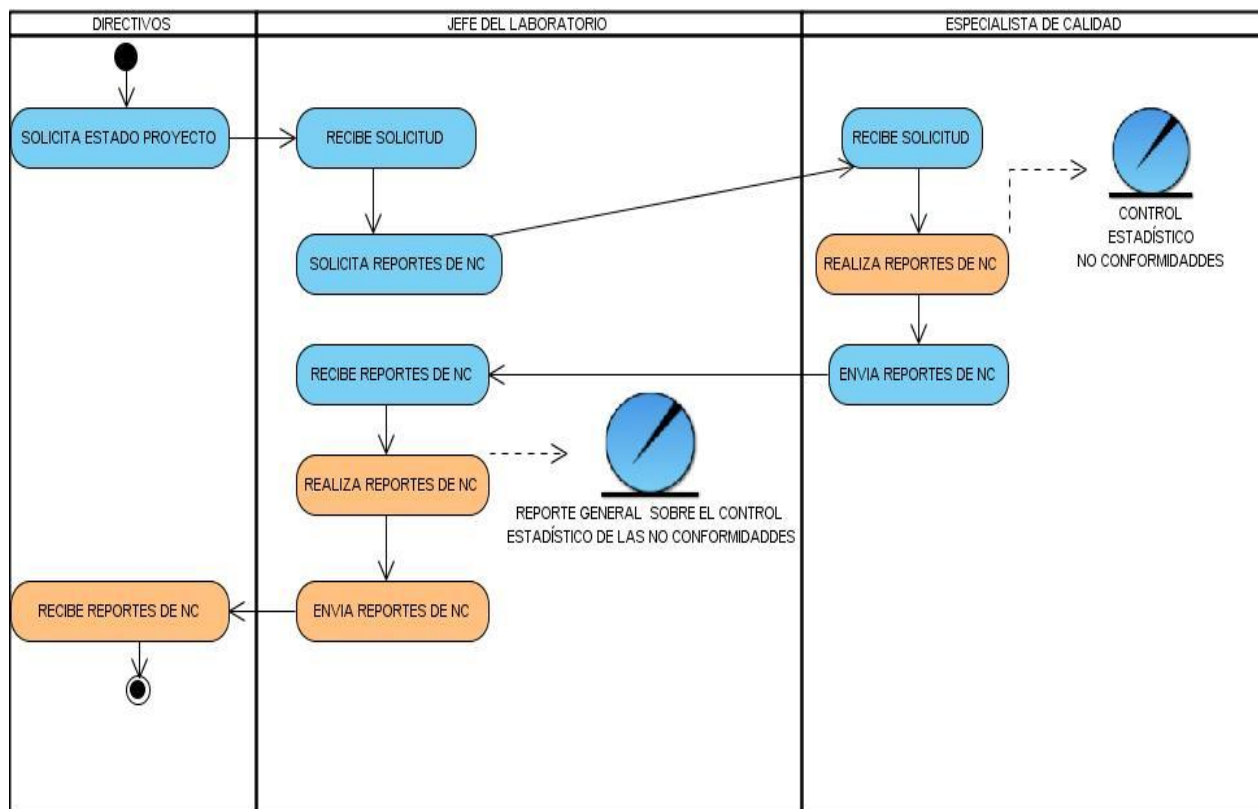 DIRECTIVOS
JEFE DEL LABORATORIO
ESPECIALISTA DE CALIDAD
SOLICITA ESTADO PROYECTO
RECIBE SOLICITUD
RECIBE SOLICITUD
CONTROL
ESTADÍSTICO
NO CONFORMIDADDES
SOLICITA REPORTES DE NC
REALIZA REPORTES DE NC
RECIBE REPORTES DE NC
ENVIA REPORTES DE NC
REALIZA REPORTES DE NC
REPORTE GENERAL SOBRE EL CONTROL
ESTADÍSTICO DE LAS NO CONFORMIDADDES
RECIBE REPORTES DE NC
ENVIA REPORTES DE NC